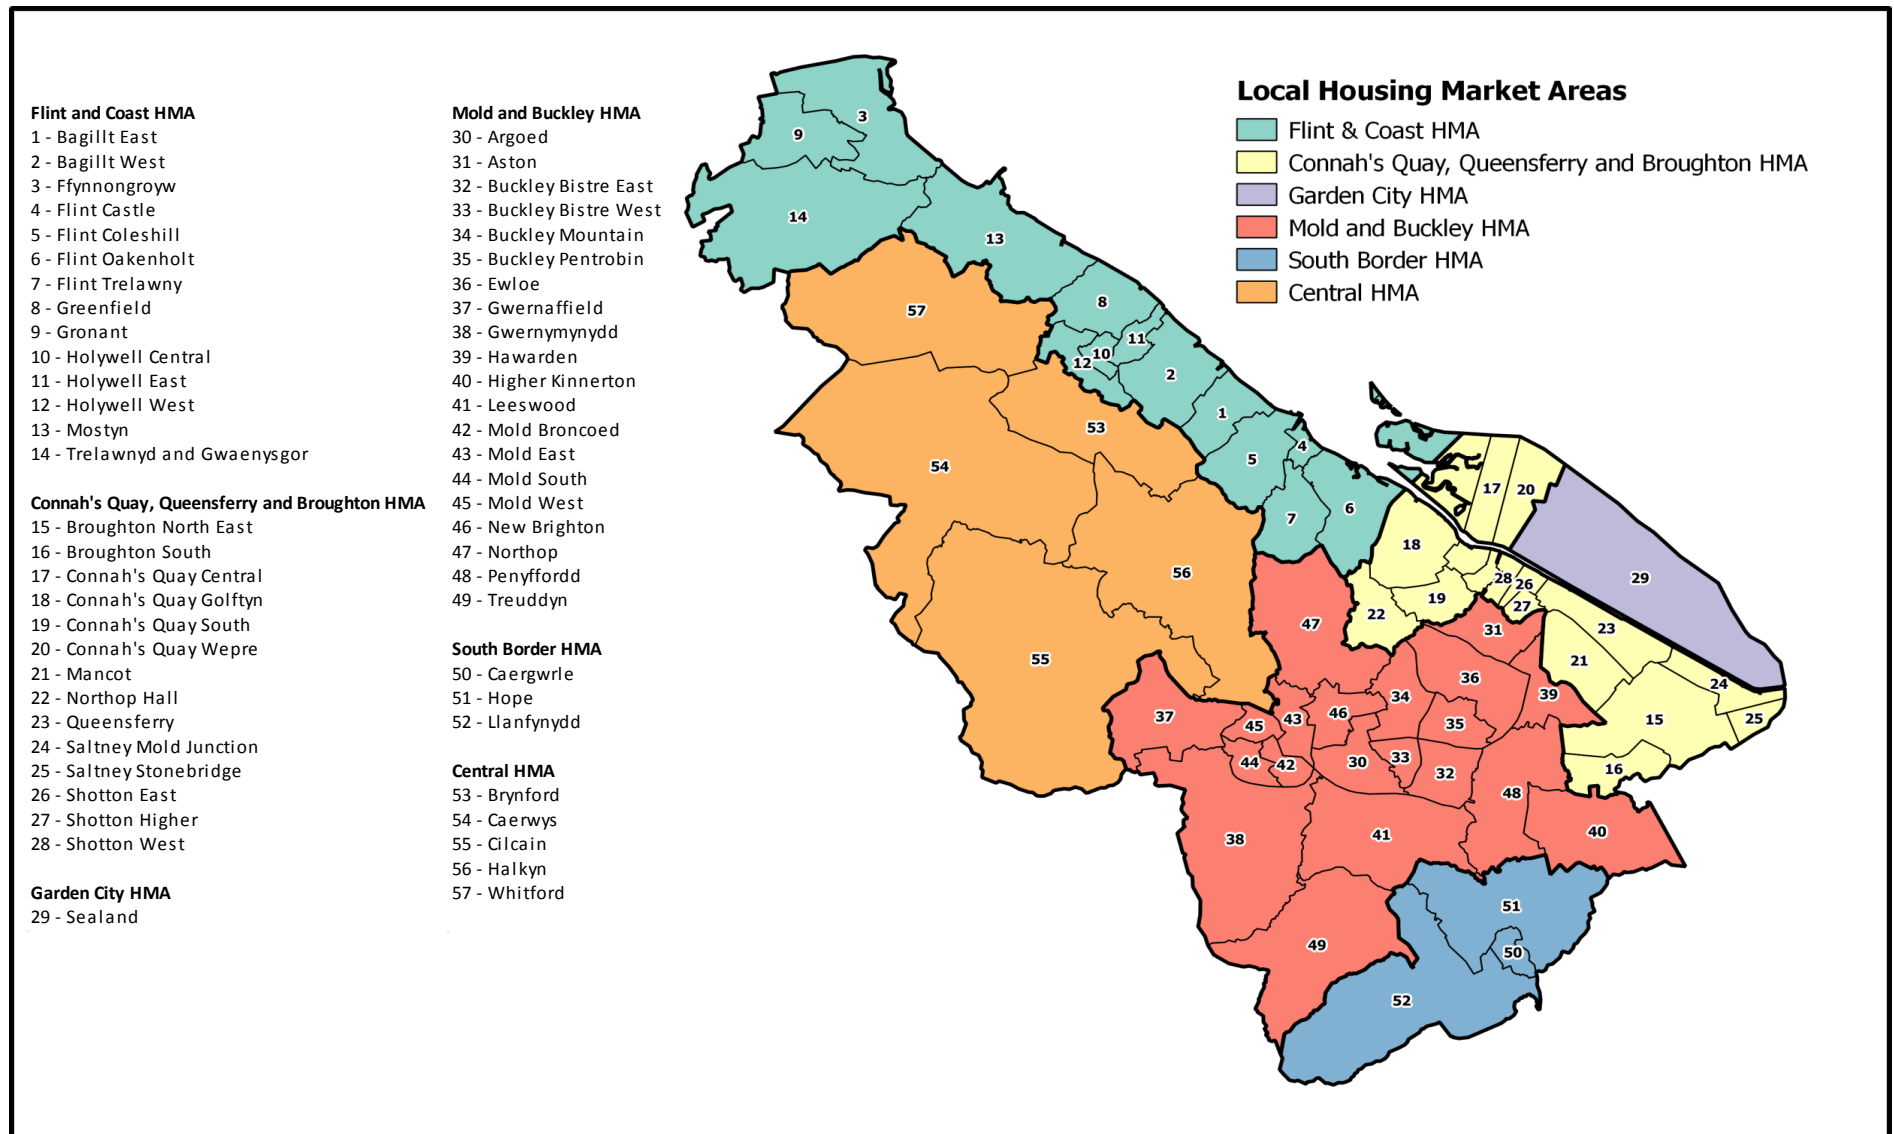 Flint and Coast HMA
1 - Bagillt East
2 - Bagillt West
3 - Ffynnongroyw
4 - Flint Castle
5 - Flint Coleshill
6 - Flint Oakenholt
7 - Flint Trelawny
8 - Greenfield
9 - Gronant
10 - Holywell Central
11 - Holywell East
12 - Holywell West
13 - Mostyn
14 - Trelawnyd and Gwaenysgor
Connah's Quay, Queensferry and Broughton HMA
15 - Broughton North East
16 - Broughton South
17 - Connah's Quay Central
18 - Connah's Quay Golftyn
19 - Connah's Quay South
20 - Connah's Quay Wepre
21 - Mancot
22 - Northop Hall
23 - Queensferry
24 - Saltney Mold Junction
25 - Saltney Stonebridge
26 - Shotton East
27 - Shotton Higher
28 - Shotton West
Garden City HMA
29 - Sealand
Mold and Buckley HMA
30 - Argoed
31 - Aston
32 - Buckley Bistre East
33 - Buckley Bistre West
34 - Buckley Mountain
35 - Buckley Pentrobin
36 - Ewloe
37 - Gwernaffield
38 - Gwernymynydd
39 - Hawarden
40 - Higher Kinnerton
41 - Leeswood
42 - Mold Broncoed
43 - Mold East
44 - Mold South
45 - Mold West
46 - New Brighton
47 - Northop
48 - Penyffordd
49 - Treuddyn
South Border HMA
50 - Caergwrle
51 - Hope
52 - Llanfynydd
Central HMA
53 - Brynford
54 - Caerwys
55 - Cilcain
56 - Halkyn
57 - Whitford
Local Housing Market Areas
Flint & Coast HMA
Connah's Quay, Queensferry and Broughton HMA
Garden City HMA
Mold and Buckley HMA
South Border HMA
Central HMA
3
9
14
13
8
57
11
10
12
2
1
53
4
5
54
17
20
6
7
18
56
28
26
29
19
27
22
47
31
23
55
21
36
24
34
39
37
46
43
45
35
15
25
30
33
44
42
32
16
48
40
38
41
51
49
50
52